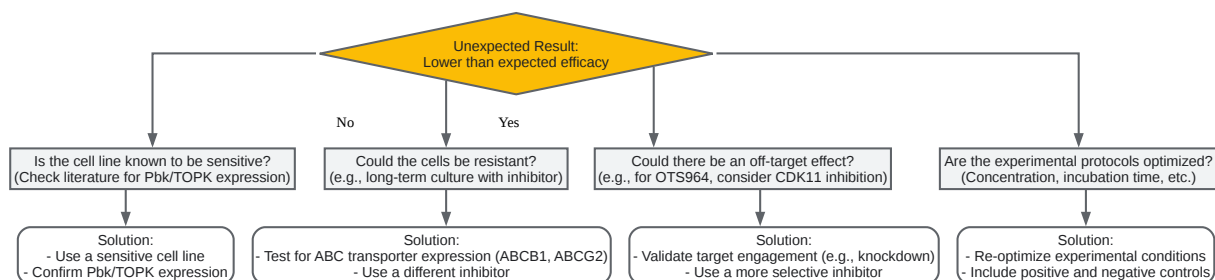 Unexpected Result:
Lower than expected efficacy
No
Yes
Is the cell line known to be sensitive?
(Check literature for Pbk/TOPK expression)
Could the cells be resistant?
(e.g., long-term culture with inhibitor)
Could there be an off-target effect?
(e.g., for OTS964, consider CDK11 inhibition)
Are the experimental protocols optimized?
(Concentration, incubation time, etc.)
Solution:
- Use a sensitive cell line
- Confirm Pbk/TOPK expression
Solution:
- Test for ABC transporter expression (ABCB1, ABCG2)
- Use a different inhibitor
Solution:
- Validate target engagement (e.g., knockdown)
- Use a more selective inhibitor
Solution:
- Re-optimize experimental conditions
- Include positive and negative controls